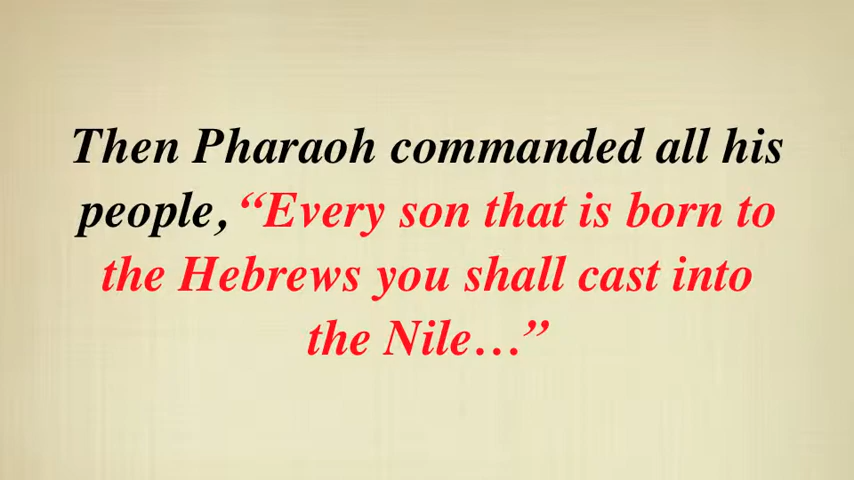 Then Pharaoh commanded all his
people, “Every son that is born to
the Hebrews you shall cast into
the Nile…”